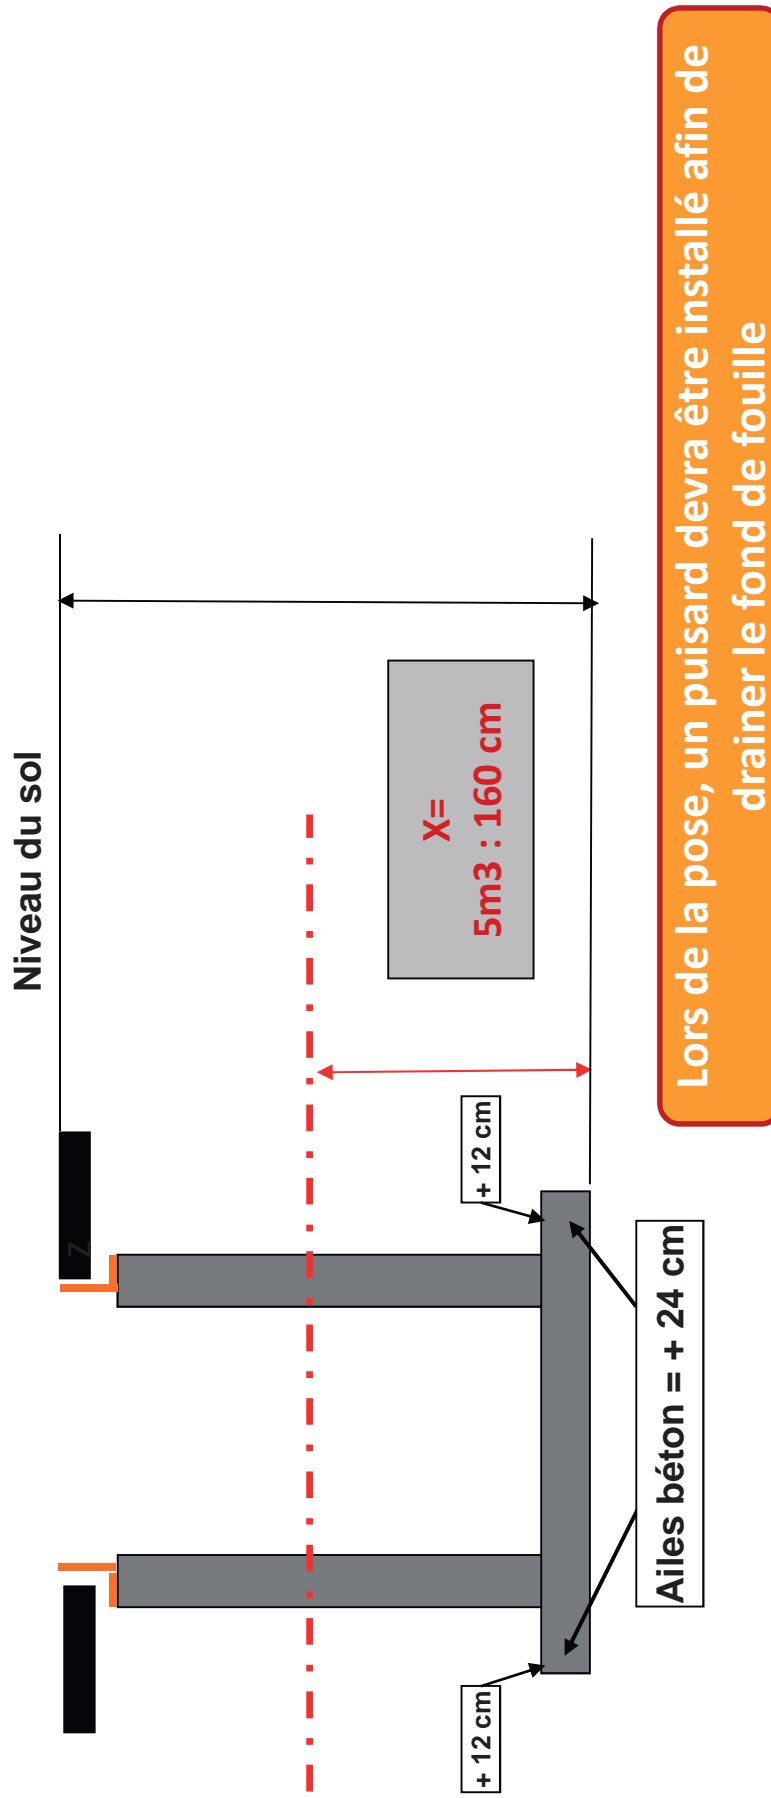 Niveau du sol
Z
X=
5m3 : 160 cm
+ 12 cm
+ 12 cm
Ailes béton = + 24 cm
Lors de la pose, un puisard devra être installé afin de
drainer le fond de fouille